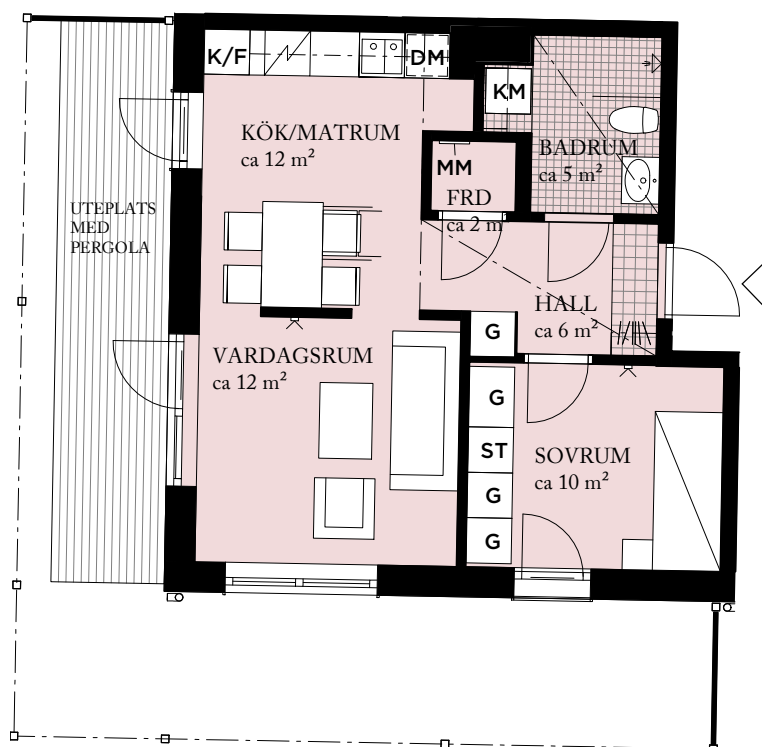 K/F
DM
KM
KÖK/MATRUM
ca 12 m²
BADRUM
ca 5 m²
MM
FRD
ca 2 m
UTEPLATS
MED
PERGOLA
HALL
ca 6 m²
G
VARDAGSRUM
ca 12 m²
G
ST
G
G
SOVRUM
ca 10 m²